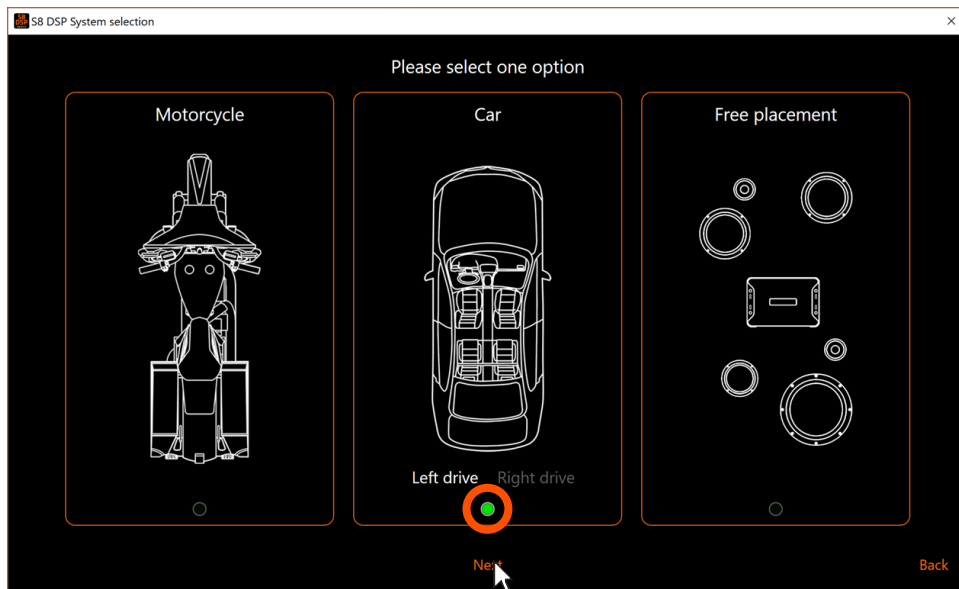 S8 DSP System selection
Please select one option
Motorcycle
Car
Free placement
Left drive Right drive
Next
Back